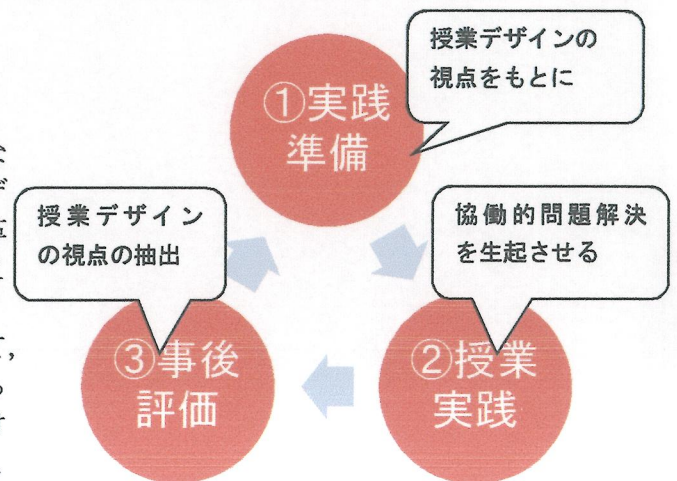 ①実践
準備
授業デザインの
視点をもとに
②授業
実践
協働的問題解決
を生起させる
③事後
評価
授業デザイン
の視点の抽出